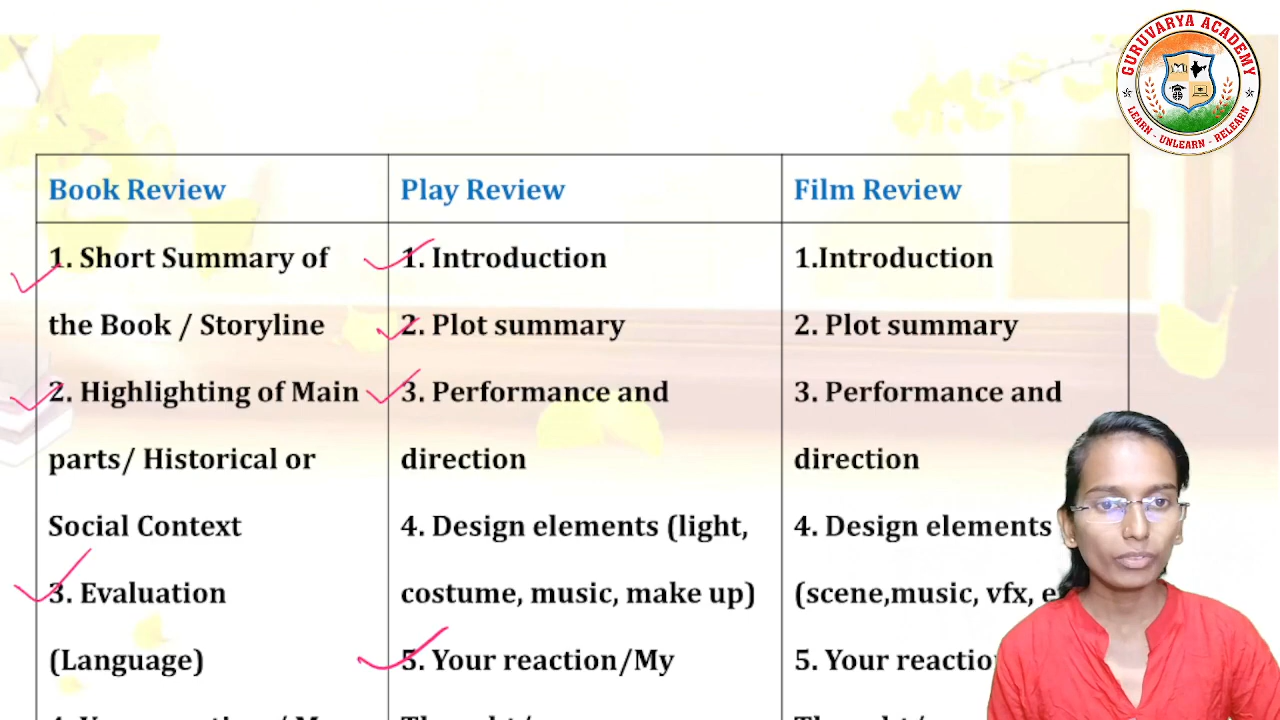 GURUVARYA ACADEMY
LEARN - UNLEARN - RELEARN
Book Review
Play Review
Film Review
1. Short Summary of
the Book / Storyline
2. Highlighting of Main
parts/ Historical or
Social Context
3. Evaluation
(Language)
1. Introduction
2. Plot summary
3. Performance and
direction
4. Design elements (light,
costume, music, make up)
5. Your reaction/My
1.Introduction
2. Plot summary
3. Performance and
direction
4. Design elements
(scene,music, vfx,
5. Your